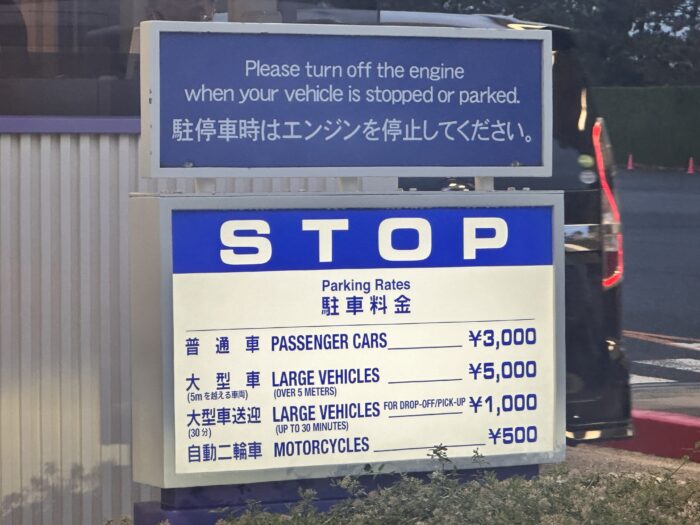 Please turn off the engine
when your vehicle is stopped or parked.
駐停車時はエンジンを停止してください。
STOP
Parking Rates
駐車料金
普通車 PASSENGER CARS ¥3,000
大型車 LARGE VEHICLES ¥5,000
(5mを越える車両) (OVER 5 METERS)
大型車送迎 LARGE VEHICLES FOR DROP-OFF/PICK-UP ¥1,000
(30分) (UP TO 30 MINUTES)
自動二輪車 MOTORCYCLES ¥500